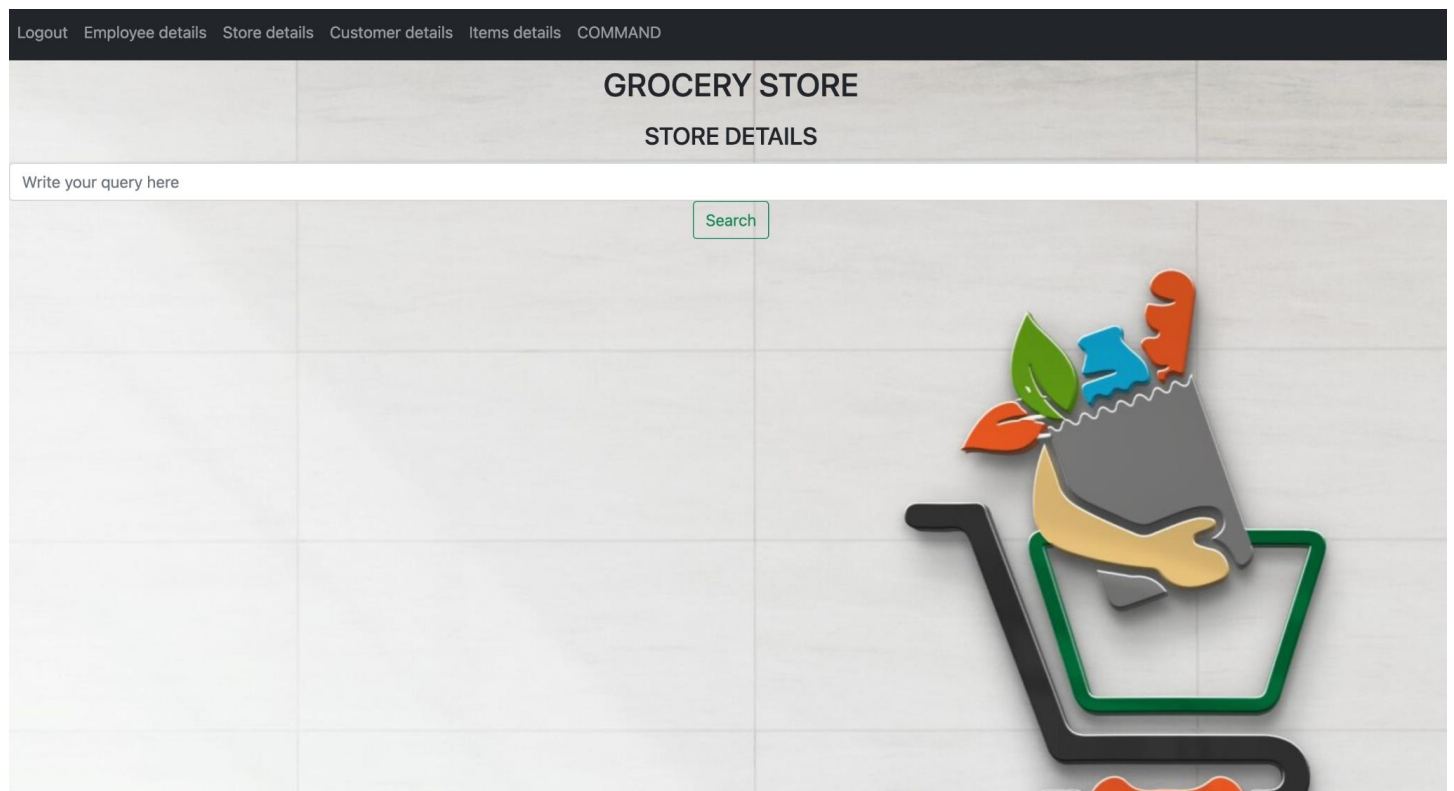 Logout Employee details Store details Customer details Items details COMMAND
GROCERY STORE
STORE DETAILS
Write your query here
Search